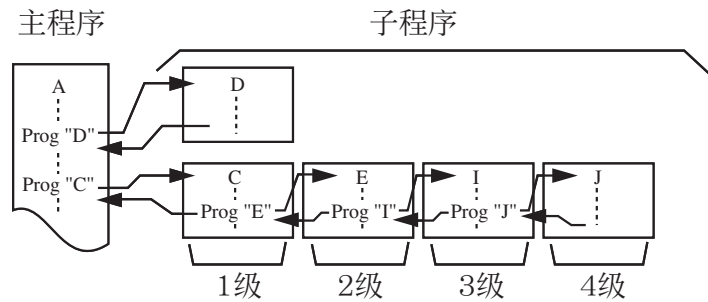 主程序
子程序
A
Prog "D"
Prog "C"
D
C
Prog "E"
E
Prog "I"
I
Prog "J"
J
1级
2级
3级
4级